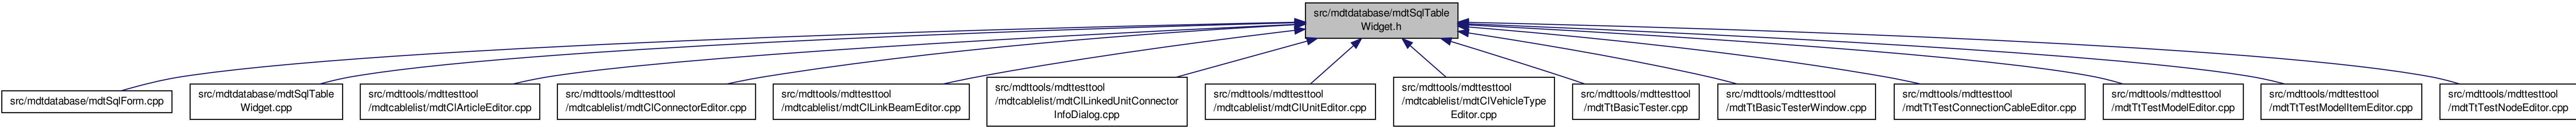 src/mdtdatabase/mdtSqlTable
Widget.h
src/mdtdatabase/mdtSqlForm.cpp
src/mdtdatabase/mdtSqlTable
Widget.cpp
src/mdttools/mdttesttool
/mdtcablelist/mdtClArticleEditor.cpp
src/mdttools/mdttesttool
/mdtcablelist/mdtClConnectorEditor.cpp
src/mdttools/mdttesttool
/mdtcablelist/mdtClLinkBeamEditor.cpp
src/mdttools/mdttesttool
/mdtcablelist/mdtClLinkedUnitConnector
InfoDialog.cpp
src/mdttools/mdttesttool
/mdtcablelist/mdtClUnitEditor.cpp
src/mdttools/mdttesttool
/mdtcablelist/mdtClVehicleType
Editor.cpp
src/mdttools/mdttesttool
/mdtTtBasicTester.cpp
src/mdttools/mdttesttool
/mdtTtBasicTesterWindow.cpp
src/mdttools/mdttesttool
/mdtTtTestConnectionCableEditor.cpp
src/mdttools/mdttesttool
/mdtTtTestModelEditor.cpp
src/mdttools/mdttesttool
/mdtTtTestModelItemEditor.cpp
src/mdttools/mdttesttool
/mdtTtTestNodeEditor.cpp